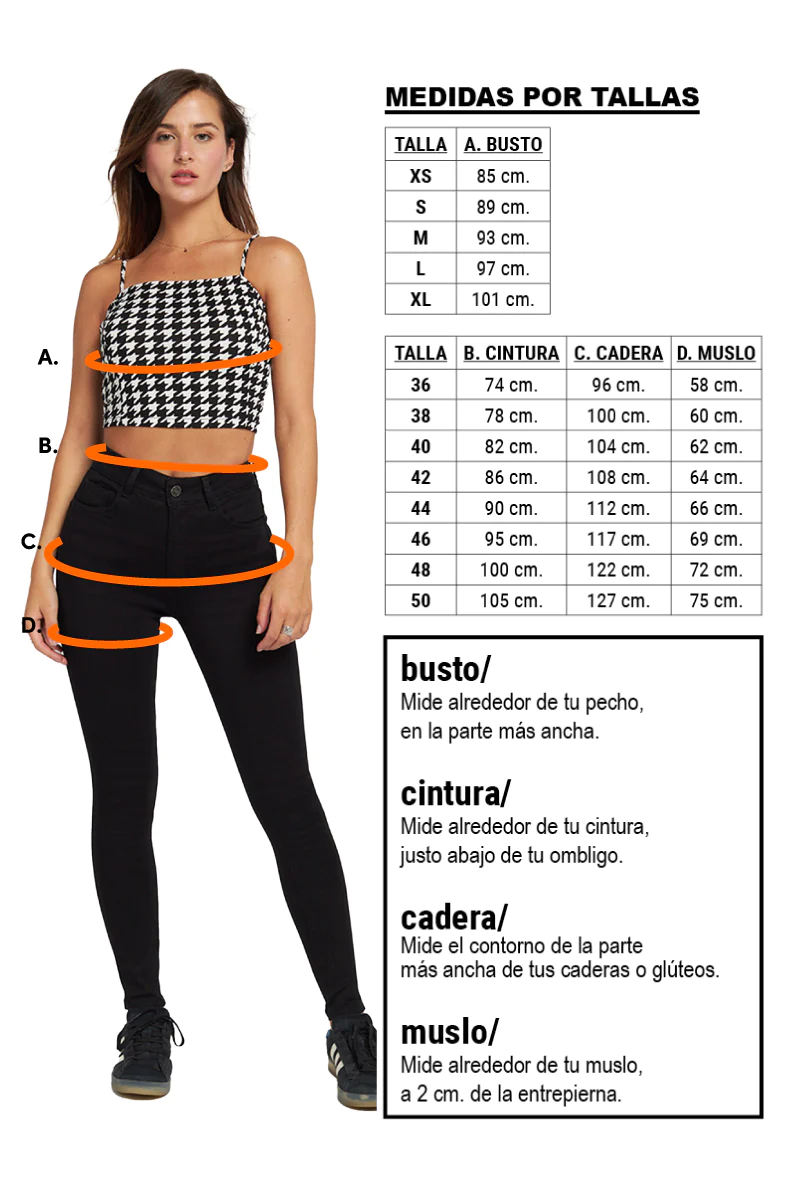 MEDIDAS POR TALLAS
TALLA A. BUSTO
XS 85 cm.
S 89 cm.
M 93 cm.
L 97 cm.
XL 101 cm.
TALLA B. CINTURA C. CADERA D. MUSLO
36 74 cm. 96 cm. 58 cm.
38 78 cm. 100 cm. 60 cm.
40 82 cm. 104 cm. 62 cm.
42 86 cm. 108 cm. 64 cm.
44 90 cm. 112 cm. 66 cm.
46 95 cm. 117 cm. 69 cm.
48 100 cm. 122 cm. 72 cm.
50 105 cm. 127 cm. 75 cm.
A.
B.
C.
D.
busto/
Mide alrededor de tu pecho,
en la parte más ancha.
cintura/
Mide alrededor de tu cintura,
justo abajo de tu ombligo.
cadera/
Mide el contorno de la parte
más ancha de tus caderas o glúteos.
muslo/
Mide alrededor de tu muslo,
a 2 cm. de la entrepierna.